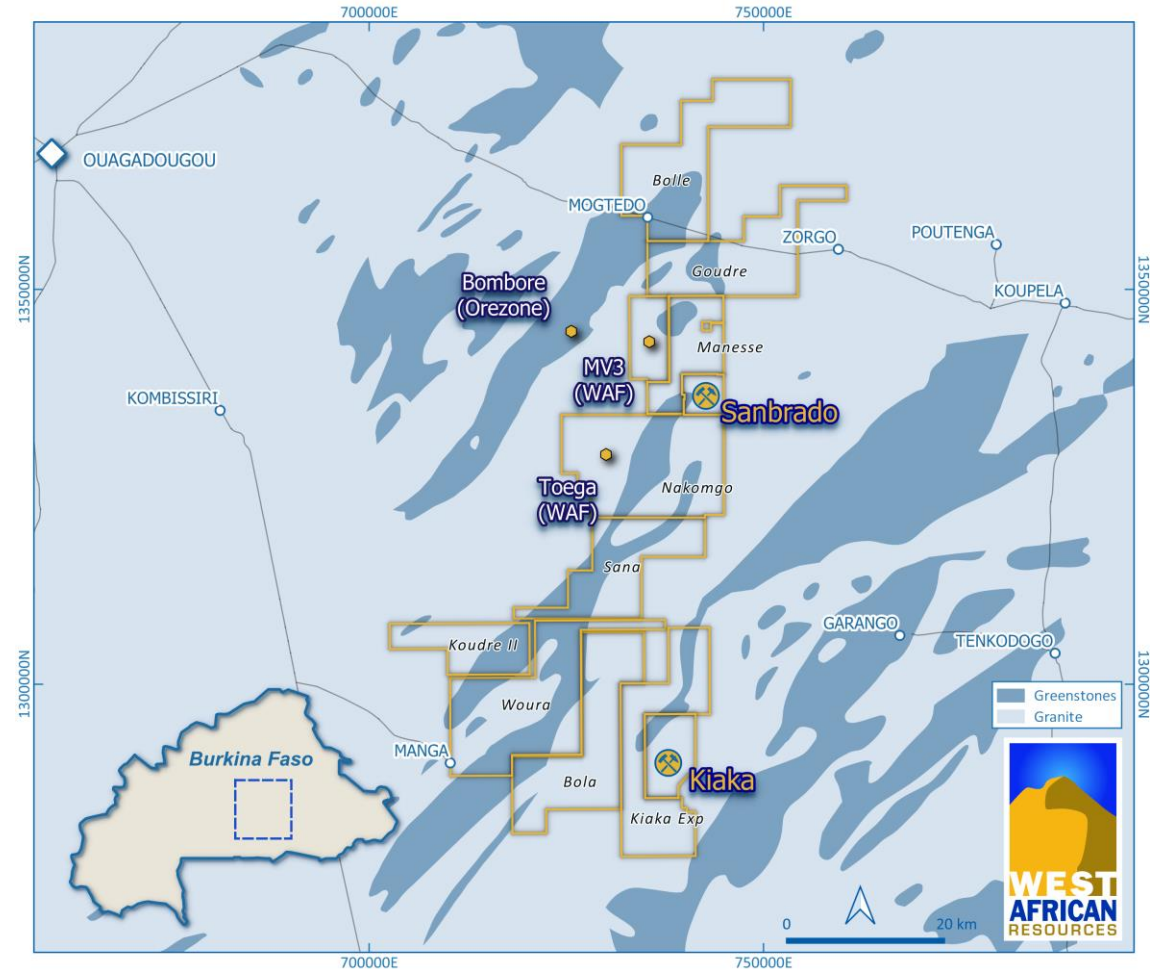 700000E
750000E
OUAGADOUGOU
Bolle
MOGTEDO
ZORGO
POUTENGA
Goudre
KOUPELA
1350000N
1350000N
Bombore
(Orezone)
Manesse
MV3
(WAF)
KOMBISSIRI
Sanbrado
Toega
(WAF)
Nakomgo
Sana
GARANGO
TENKODOGO
Koudre II
1300000N
1300000N
Greenstones
Granite
Woura
MANGA
Burkina Faso
Bola
Kiaka
Kiaka Exp
WEST
AFRICAN
RESOURCES
0
20 km
700000E
750000E